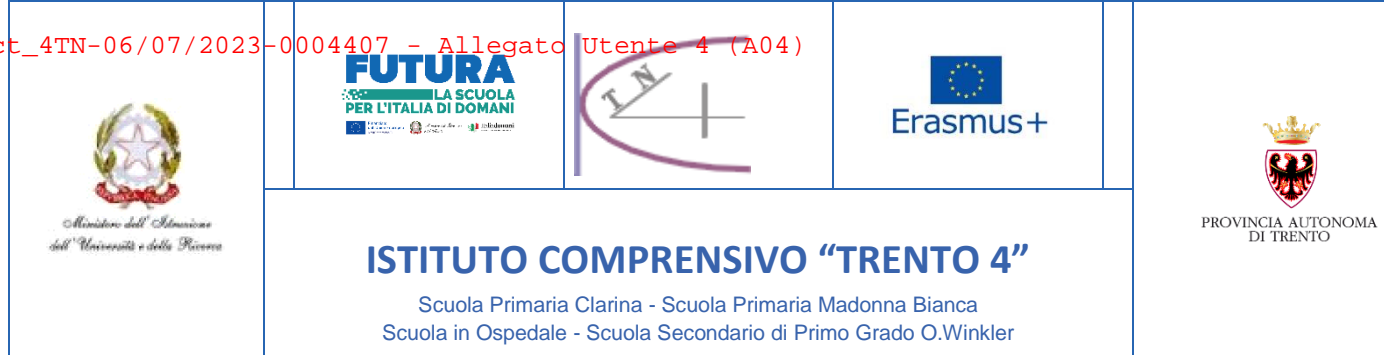 ct_4TN-06/07/2023-0004407 - Allegato Utente 4 (A04)
FUTURA
LA SCUOLA
PER L'ITALIA DI DOMANI
T N
Erasmus+
Ministero dell'Istruzione
dell'Università e della Ricerca
PROVINCIA AUTONOMA
DI TRENTO
ISTITUTO COMPRENSIVO “TRENTO 4”
Scuola Primaria Clarina - Scuola Primaria Madonna Bianca
Scuola in Ospedale - Scuola Secondario di Primo Grado O.Winkler